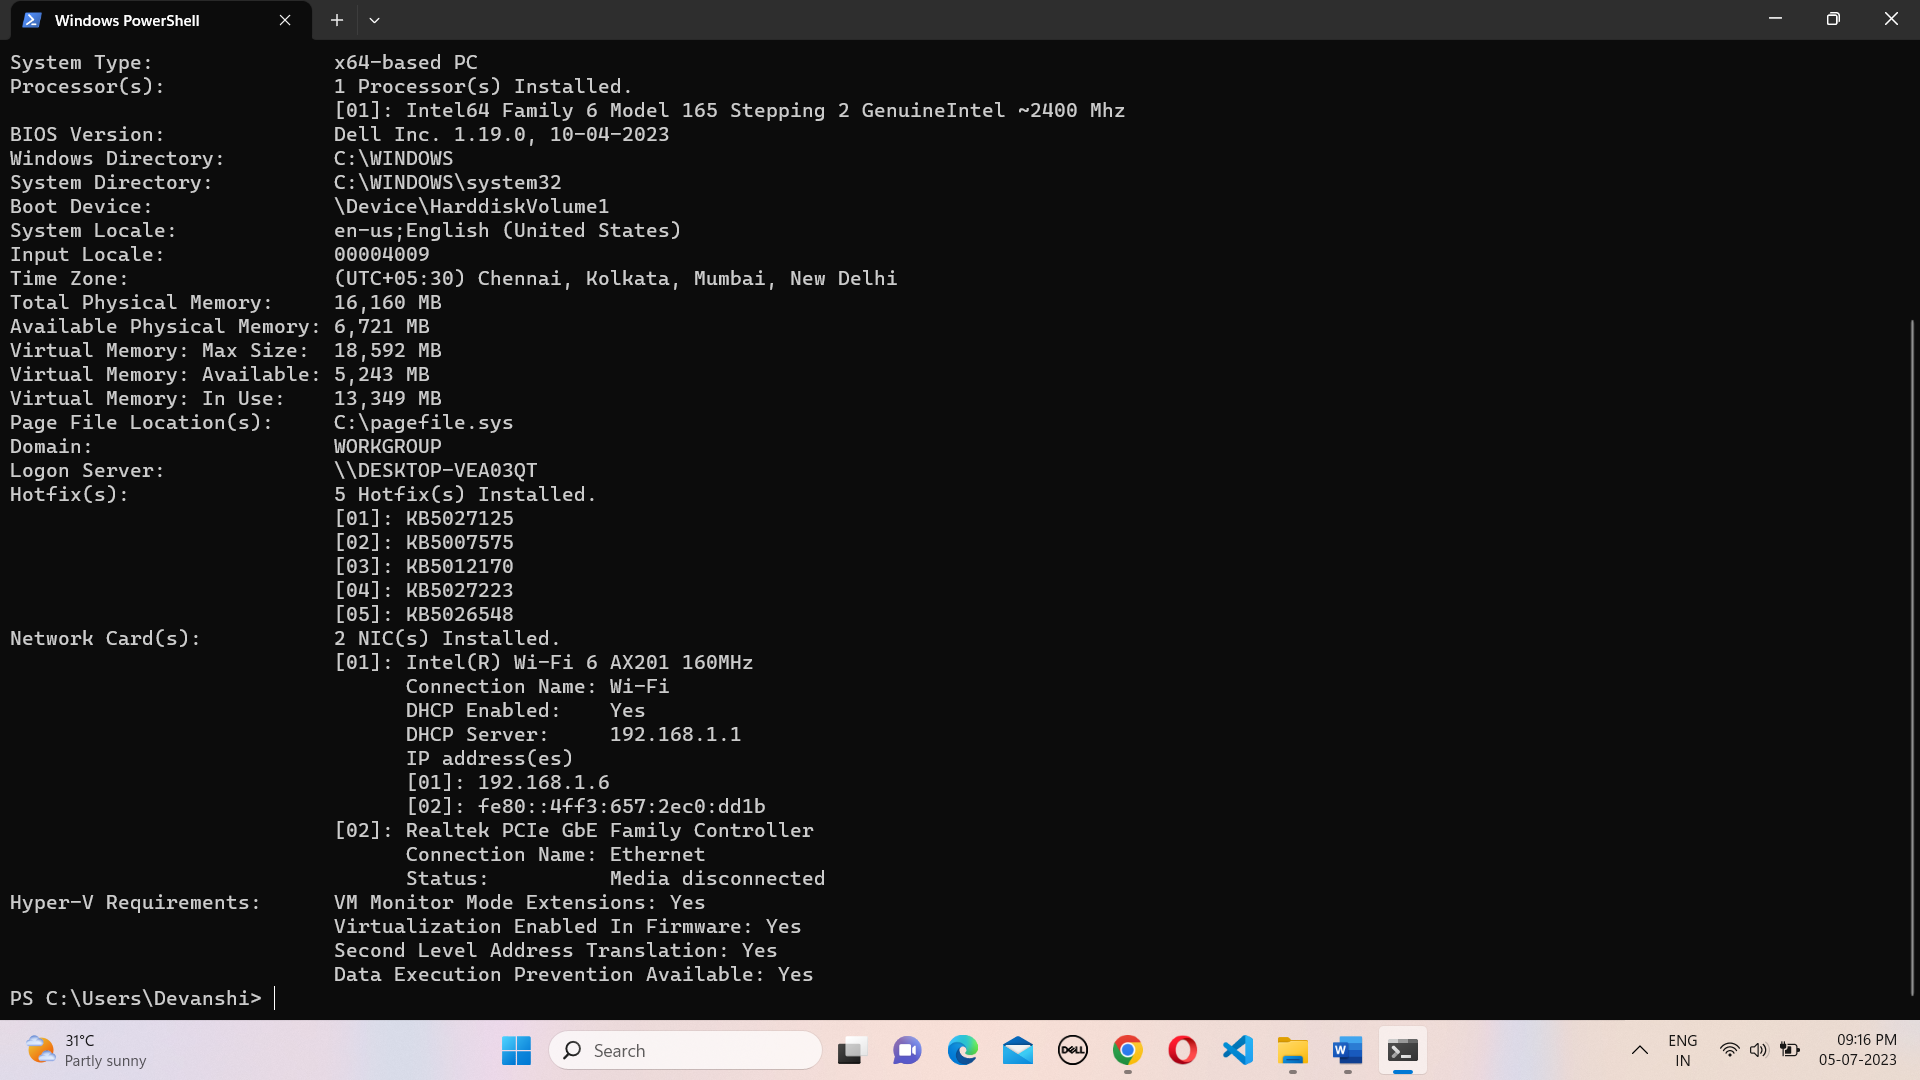 Windows PowerShell
System Type: x64-based PC
Processor(s): 1 Processor(s) Installed.
[01]: Intel64 Family 6 Model 165 Stepping 2 GenuineIntel ~2400 Mhz
BIOS Version: Dell Inc. 1.19.0, 10-04-2023
Windows Directory: C:\WINDOWS
System Directory: C:\WINDOWS\system32
Boot Device: \Device\HarddiskVolume1
System Locale: en-us;English (United States)
Input Locale: 00004009
Time Zone: (UTC+05:30) Chennai, Kolkata, Mumbai, New Delhi
Total Physical Memory: 16,160 MB
Available Physical Memory: 6,721 MB
Virtual Memory: Max Size: 18,592 MB
Virtual Memory: Available: 5,243 MB
Virtual Memory: In Use: 13,349 MB
Page File Location(s): C:\pagefile.sys
Domain: WORKGROUP
Logon Server: \\DESKTOP-VEA03QT
Hotfix(s): 5 Hotfix(s) Installed.
[01]: KB5027125
[02]: KB5007575
[03]: KB5012170
[04]: KB5027223
[05]: KB5026548
Network Card(s): 2 NIC(s) Installed.
[01]: Intel(R) Wi-Fi 6 AX201 160MHz
Connection Name: Wi-Fi
DHCP Enabled: Yes
DHCP Server: 192.168.1.1
IP address(es)
[01]: 192.168.1.6
[02]: fe80::4ff3:657:2ec0:dd1b
[02]: Realtek PCIe GbE Family Controller
Connection Name: Ethernet
Status: Media disconnected
Hyper-V Requirements: VM Monitor Mode Extensions: Yes
Virtualization Enabled In Firmware: Yes
Second Level Address Translation: Yes
Data Execution Prevention Available: Yes
PS C:\Users\Devanshi>
31°C
Partly sunny
Search
DELL
W
ENG
IN
09:16 PM
05-07-2023